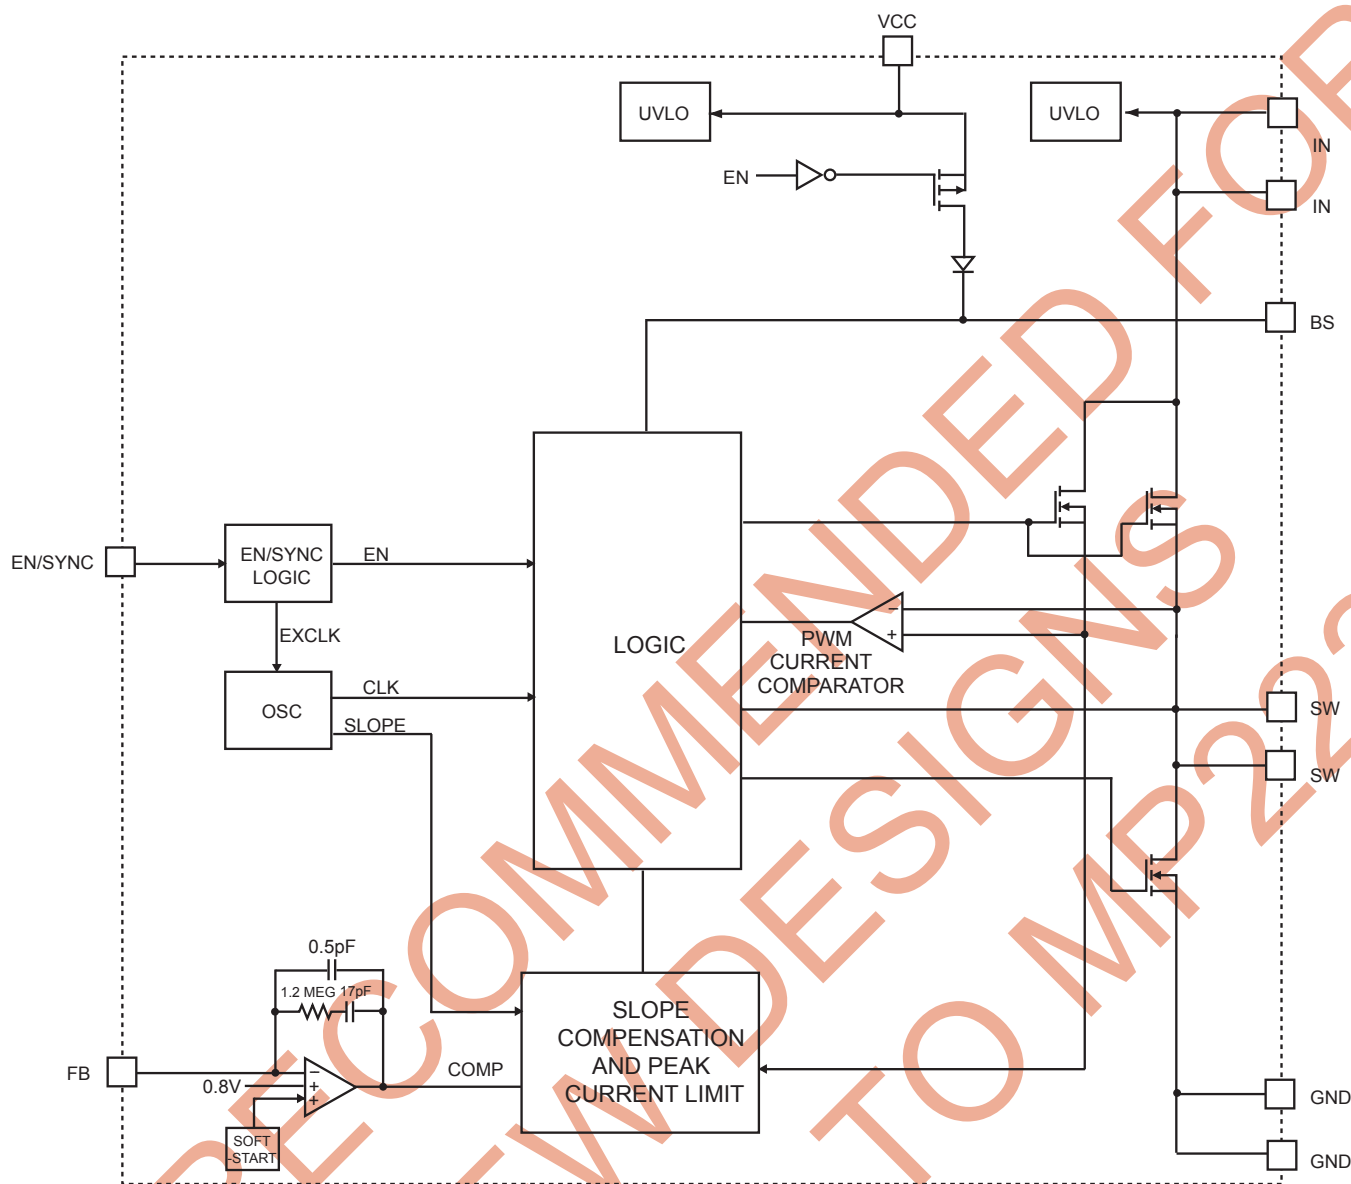 VCC
UVLO
UVLO
IN
EN
IN
BS
EN/SYNC
EN/SYNC
LOGIC
EN
EXCLK
OSC
CLK
SLOPE
LOGIC
−
+
PWM
CURRENT
COMPARATOR
SW
SW
0.5pF
1.2 MEG 17pF
FB
0.8V
−
+
+
COMP
SOFT
-START
SLOPE
COMPENSATION
AND PEAK
CURRENT LIMIT
GND
GND
RECOMMENDED FOR
EW DESIGNS
TO MP22